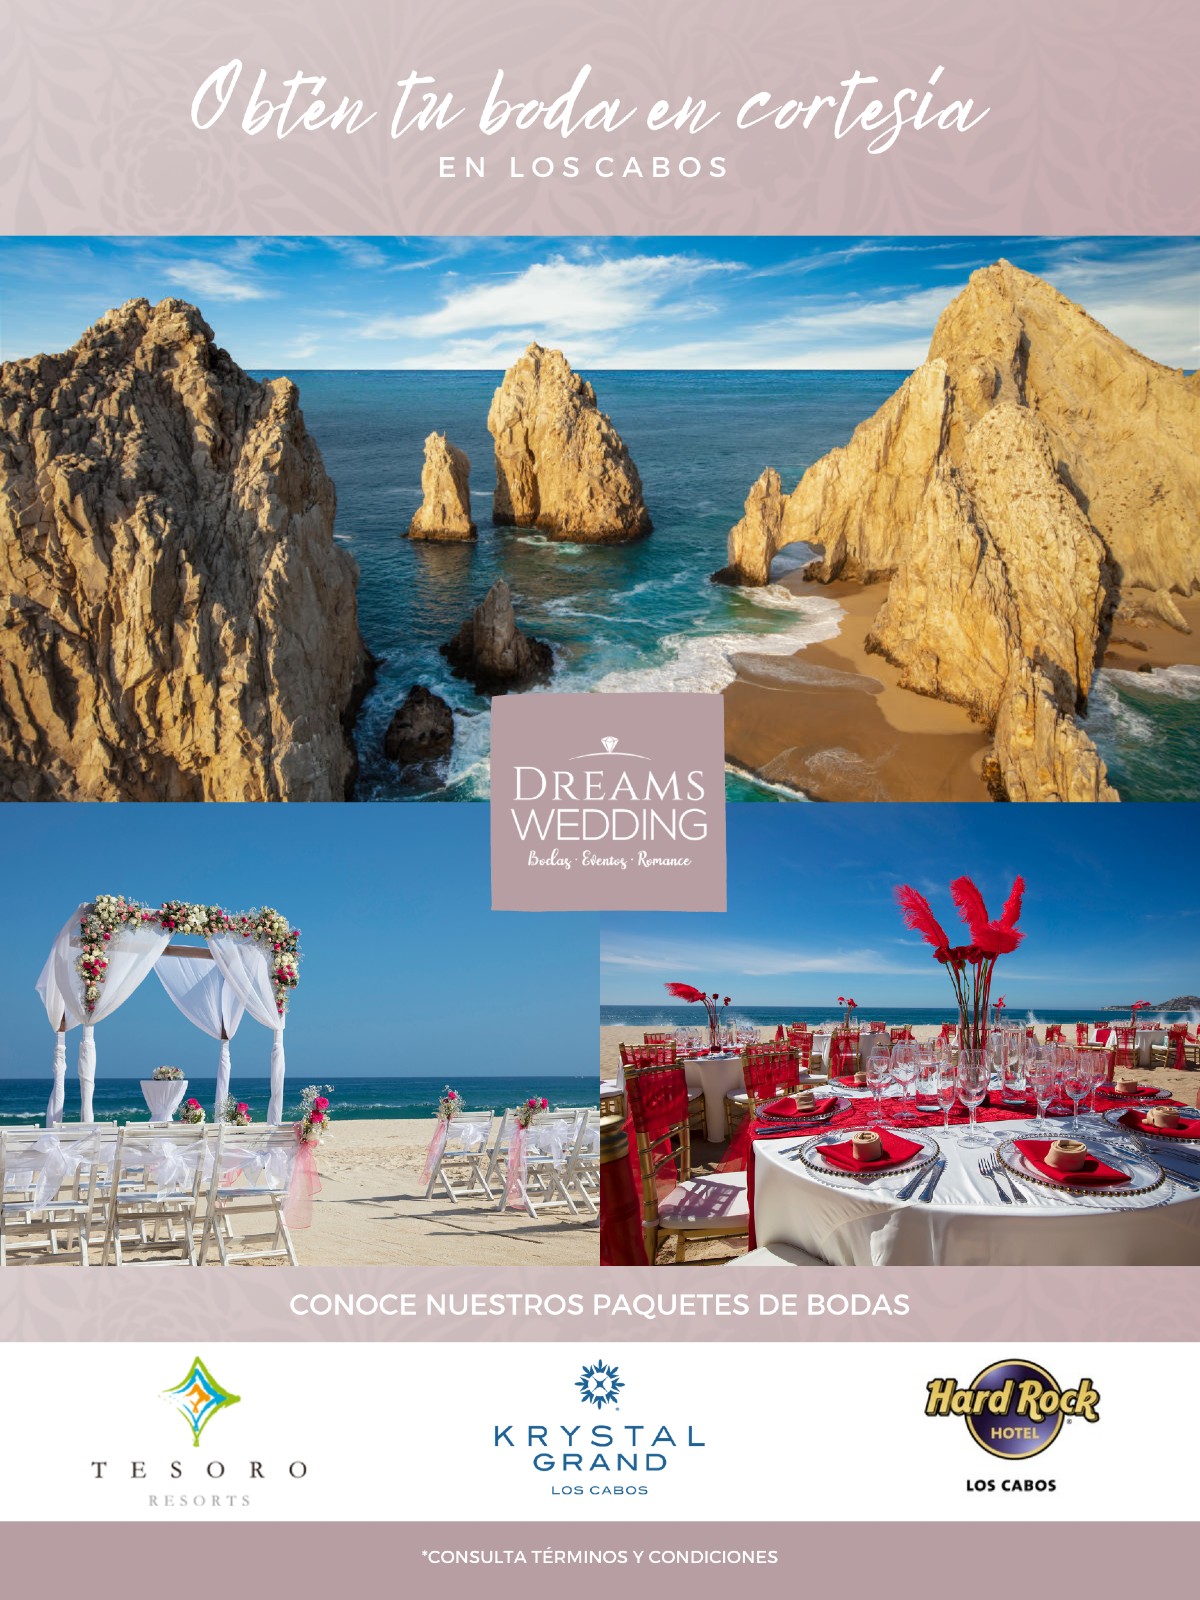 Obtén tu boda en cortesía
EN LOS CABOS
DREAMS
WEDDING
Bodas · Eventos · Romance
CONOCE NUESTROS PAQUETES DE BODAS
TESORO
RESORTS
KRYSTAL
GRAND
LOS CABOS
Hard Rock
HOTEL
LOS CABOS
*CONSULTA TÉRMINOS Y CONDICIONES